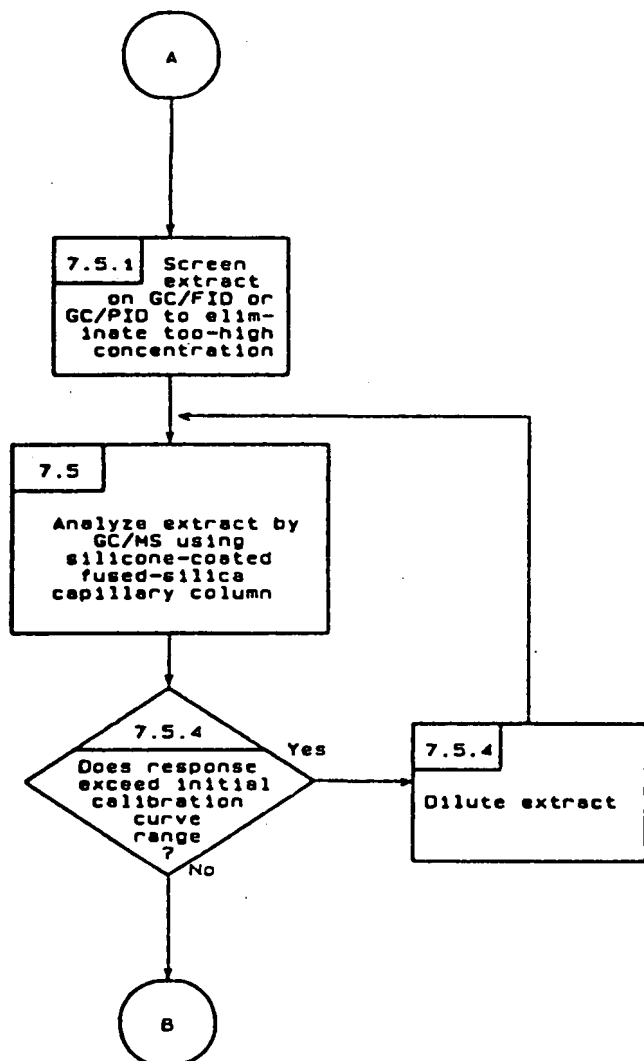 A
7.5.1 Screen
extract
on GC/FID or
GC/PID to elim-
inate too-high
concentration
7.5
Analyze extract by
GC/MS using
silicone-coated
fused-silica
capillary column
7.5.4
Does response
exceed initial
calibration
curve
range
?
Yes
No
7.5.4
Dilute extract
B